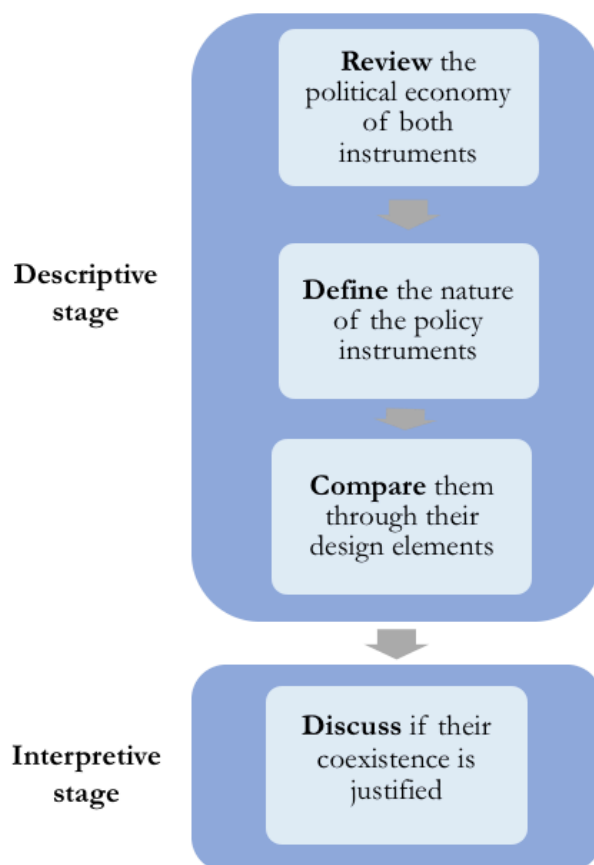 Review the
political economy
of both
instruments
Descriptive
stage
Define the nature
of the policy
instruments
Compare them
through their
design elements
Interpretive
stage
Discuss if their
coexistence is
justified